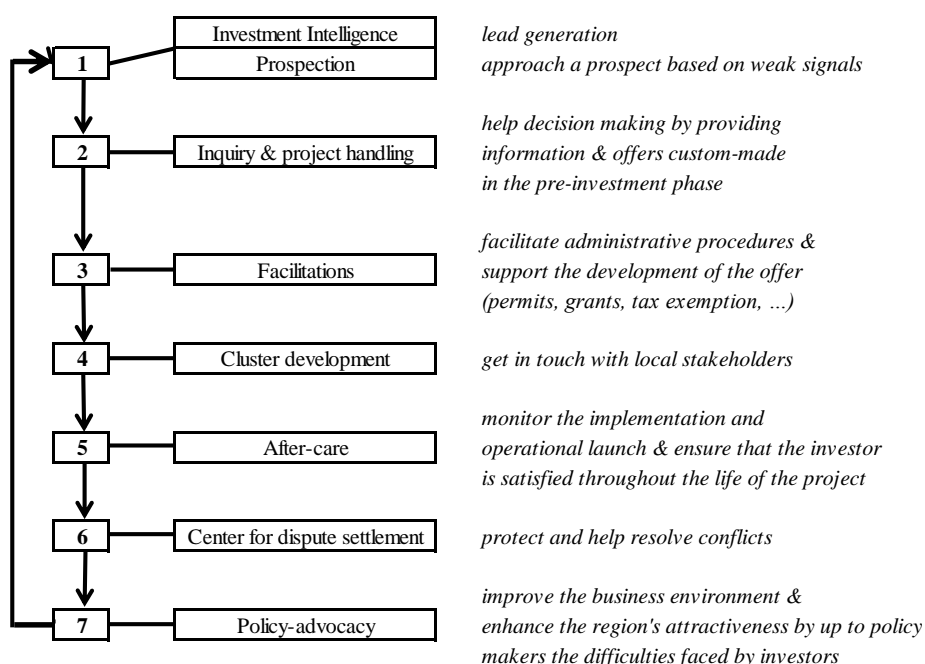 Investment Intelligence
lead generation
1
Prospection
approach a prospect based on weak signals
help decision making by providing
2
Inquiry & project handling
information & offers custom-made
in the pre-investment phase
facilitate administrative procedures &
3
Facilitations
support the development of the offer
(permits, grants, tax exemption, ...)
4
Cluster development
get in touch with local stakeholders
monitor the implementation and
5
After-care
operational launch & ensure that the investor
is satisfied throughout the life of the project
6
Center for dispute settlement
protect and help resolve conflicts
improve the business environment &
7
Policy-advocacy
enhance the region's attractiveness by up to policy
makers the difficulties faced by investors